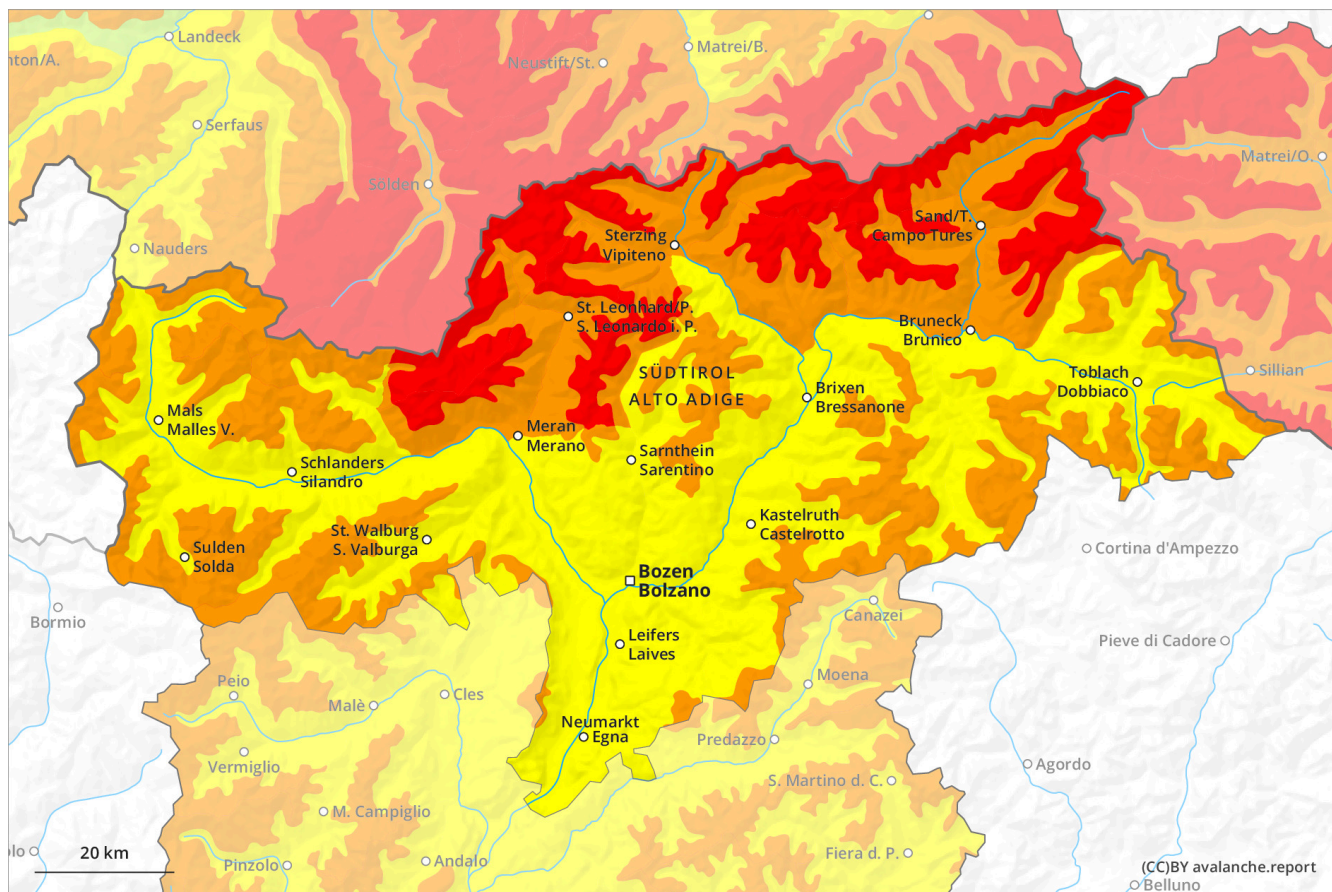 Landeck
nton/A.
Matrei/B.
Neustift/St.
Serfaus
Matrei/O.
Sölden
Sand/T.
Campo Tures
Sterzing
Vipiteno
Nauders
St. Leonhard/P.
S. Leonardo i. P.
Bruneck
Brunico
SÜDTIROL
ALTO ADIGE
Toblach
Dobbiaco
Sillian
Brixen
Bressanone
Mals
Malles V.
Meran
Merano
Sarnthein
Sarentino
Schlanders
Silandro
Kastelruth
Castelrotto
St. Walburg
S. Valburga
Sulden
Solda
Cortina d'Ampezzo
Bozen
Bolzano
Bormio
Canazei
Leifers
Laives
Pieve di Cadore
Peio
Moena
Cles
Malè
Neumarkt
Egna
Predazzo
Vermiglio
Agordo
S. Martino d. C.
M. Campiglio
olo
20 km
Pinzolo
Andalo
Fiera d. P.
(CC)BY avalanche.report
Belluno